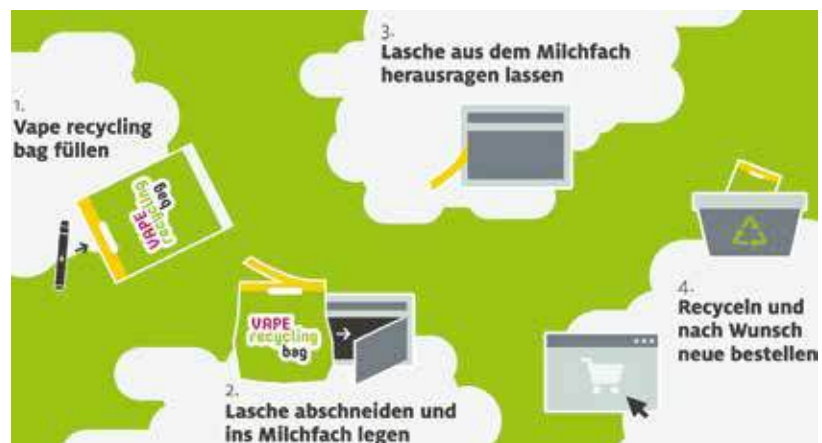 1.
Vape recycling
bag füllen
VAPE
recycling
bag
2.
Lasche abschneiden und
ins Milchfach legen
VAPE
recycling
bag
3.
Lasche aus dem Milchfach
herausragen lassen
4.
Recyceln und
nach Wunsch
neue bestellen